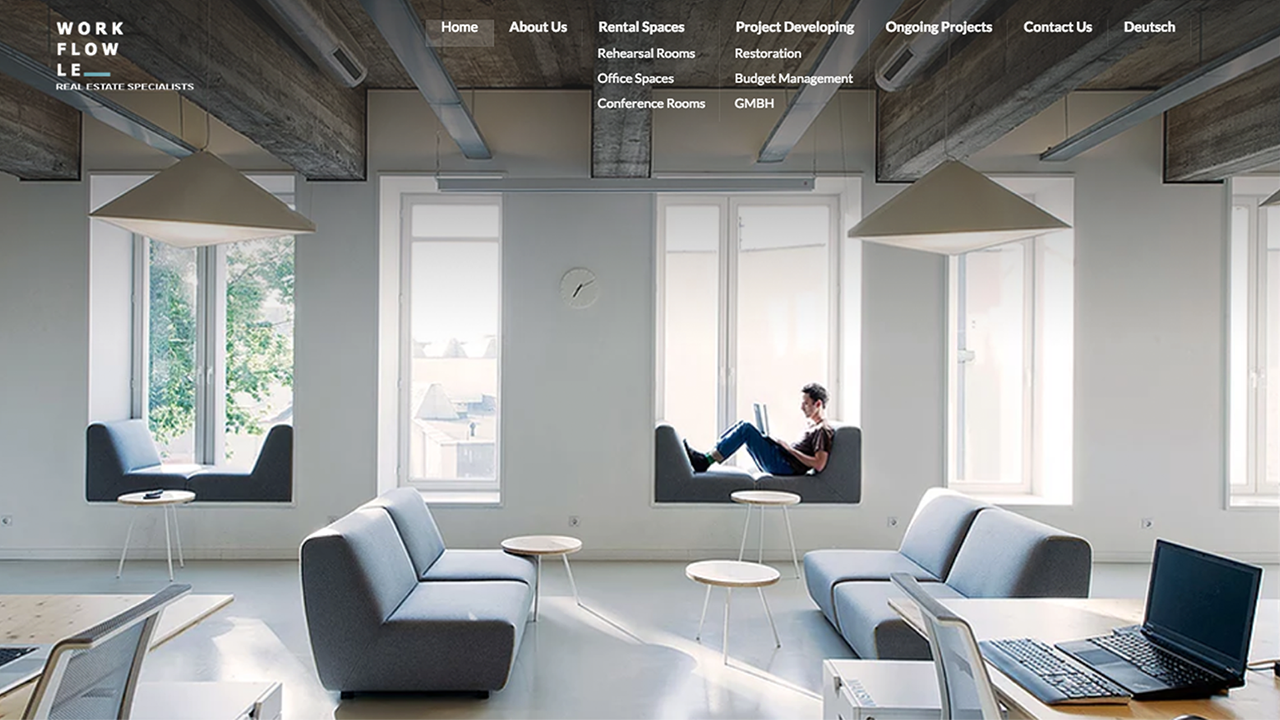 WORK
FLOW
LE
REAL ESTATE SPECIALISTS
Home About Us Rental Spaces Project Developing Ongoing Projects Contact Us Deutsch
Rehearsal Rooms Restoration
Office Spaces Budget Management
Conference Rooms GMBH